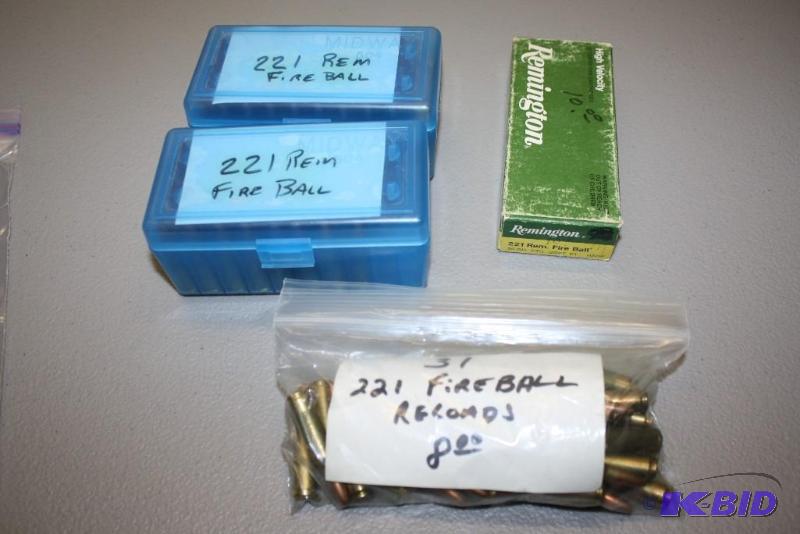 MIDWAY
221 REM
FIRE BALL
MIDWAY
221 REM
FIRE BALL
High Velocity
Remington
10.
Remington
221 Rem. Fire Ball
31
221 FIREBALL
RELOADS
8.00
K-BID